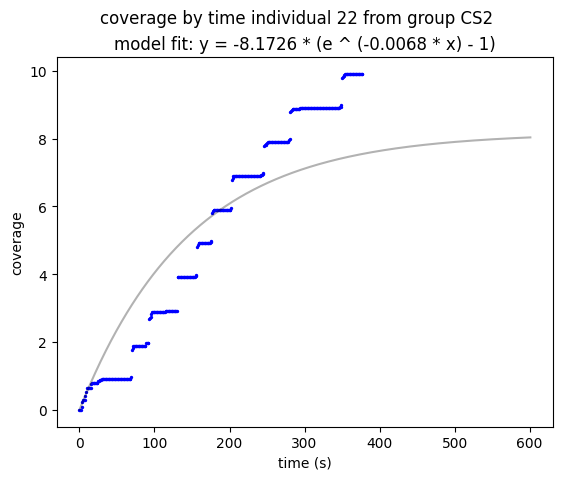 coverage by time individual 22 from group CS2
model fit: y = -8.1726 * (e ^ (-0.0068 * x) - 1)
10
8
6
4
2
0
coverage
0 100 200 300 400 500 600
time (s)